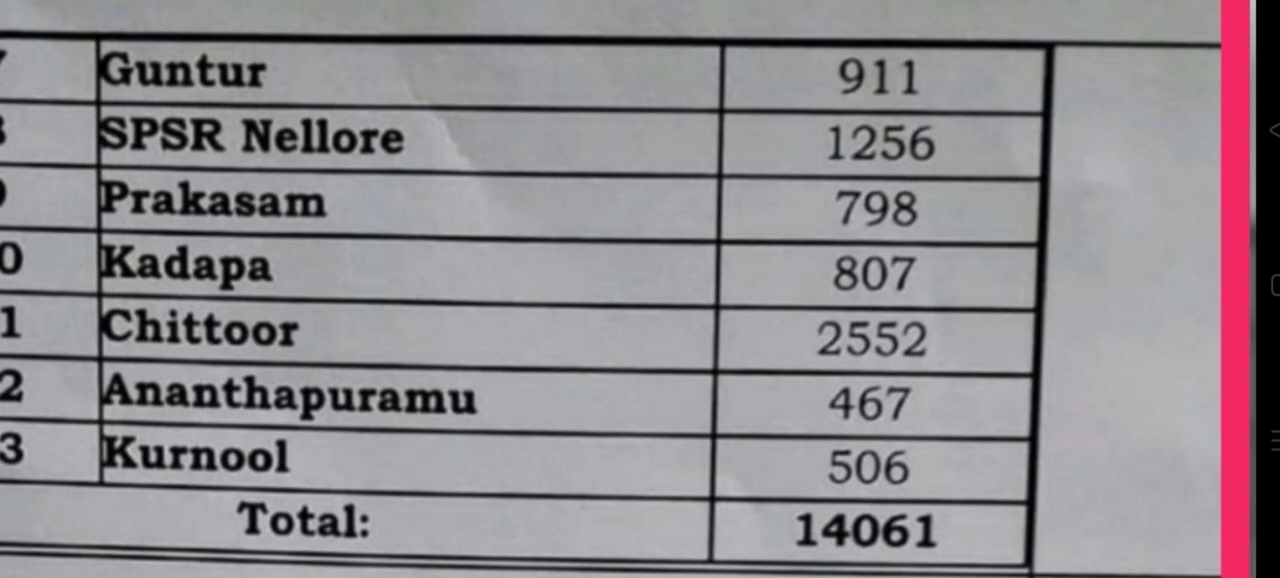 Guntur 911
SPSR Nellore 1256
Prakasam 798
0 Kadapa 807
1 Chittoor 2552
2 Ananthapuramu 467
3 Kurnool 506
Total: 14061